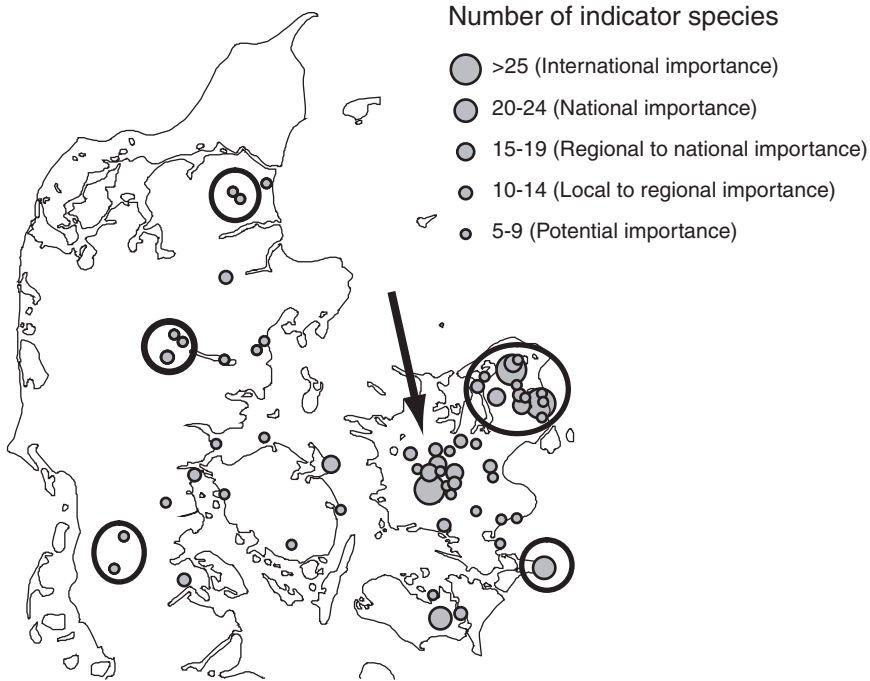 Number of indicator species
>25 (International importance)
20-24 (National importance)
15-19 (Regional to national importance)
10-14 (Local to regional importance)
5-9 (Potential importance)